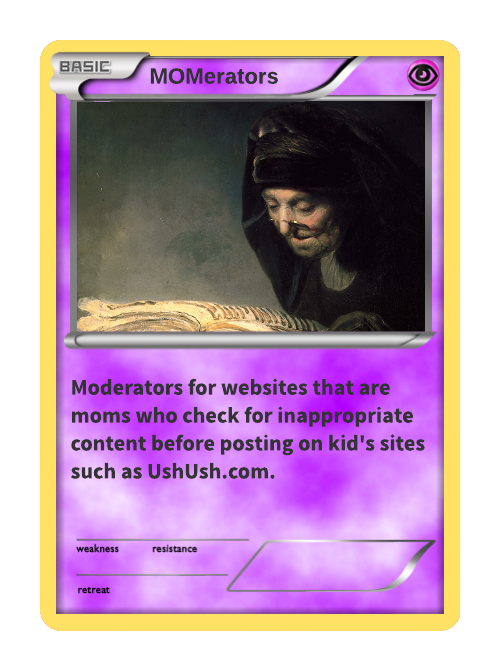 BASIC
MOMerators
Moderators for websites that are
moms who check for inappropriate
content before posting on kid's sites
such as UshUsh.com.
weakness resistance
retreat